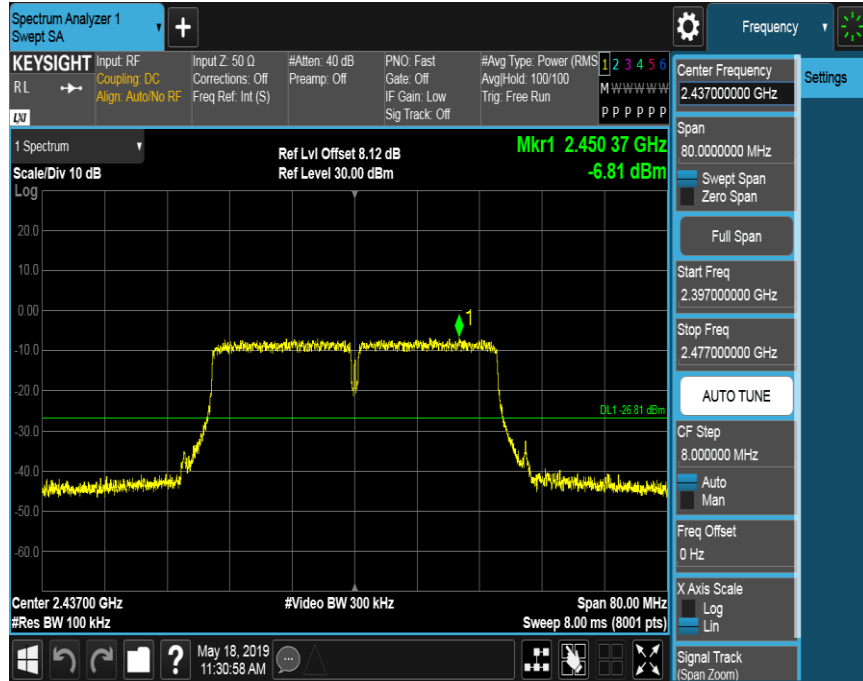 Spectrum Analyzer 1
Swept SA
+
Frequency
KEYSIGHT
Input: RF
Input Z: 50 Ω
#Atten: 40 dB
PNO: Fast
#Avg Type: Power (RMS
1 2 3 4 5 6
RL
Coupling: DC
Corrections: Off
Preamp: Off
Gate: Off
Avg|Hold: 100/100
M W W W W W
Align: Auto/No RF
Freq Ref: Int (S)
IF Gain: Low
Trig: Free Run
LXI
Sig Track: Off
P P P P P P
1 Spectrum
Ref Lvl Offset 8.12 dB
Mkr1 2.450 37 GHz
Scale/Div 10 dB
Ref Level 30.00 dBm
-6.81 dBm
Log
20.0
10.0
0.00
1
-10.0
-20.0
DL1 -26.81 dBm
-30.0
-40.0
-50.0
-60.0
Center 2.43700 GHz
#Video BW 300 kHz
Span 80.00 MHz
#Res BW 100 kHz
Sweep 8.00 ms (8001 pts)
?
May 18, 2019
11:30:58 AM
Center Frequency
2.437000000 GHz
Settings
Span
80.0000000 MHz
Swept Span
Zero Span
Full Span
Start Freq
2.397000000 GHz
Stop Freq
2.477000000 GHz
AUTO TUNE
CF Step
8.000000 MHz
Auto
Man
Freq Offset
0 Hz
X Axis Scale
Log
Lin
Signal Track
(Span Zoom)